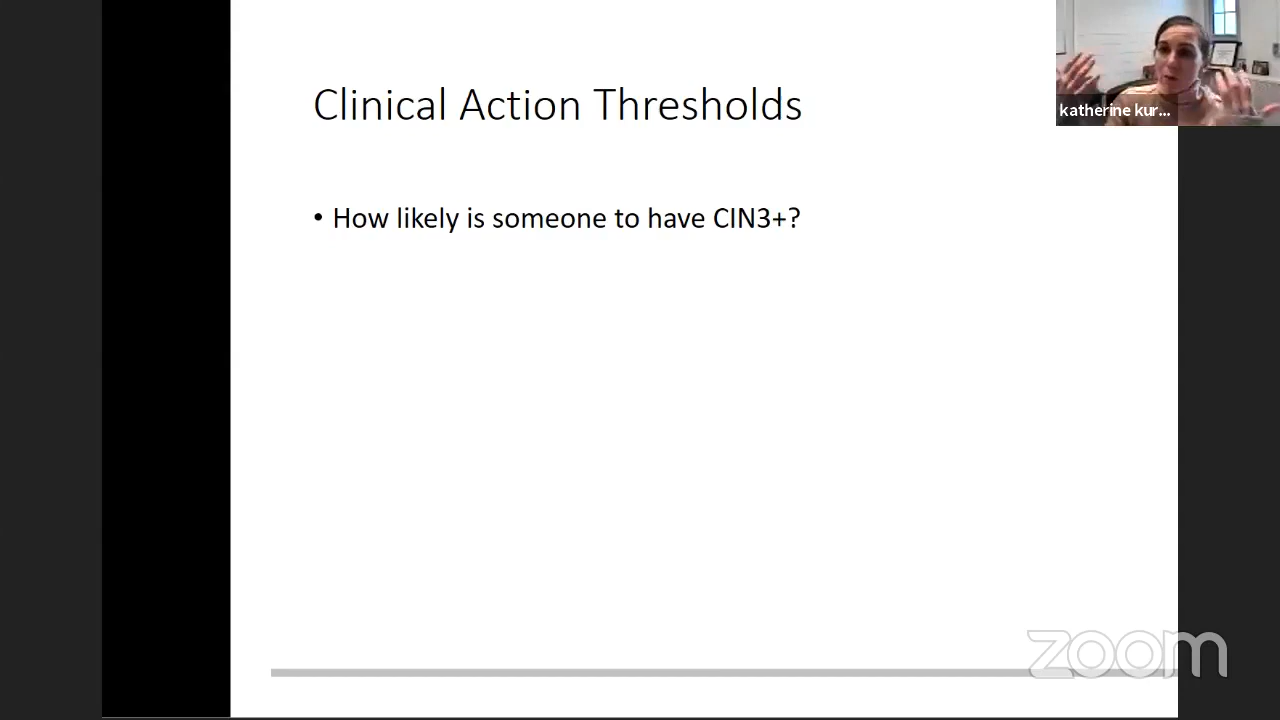 Clinical Action Thresholds
katherine kur...
• How likely is someone to have CIN3+?
zoom